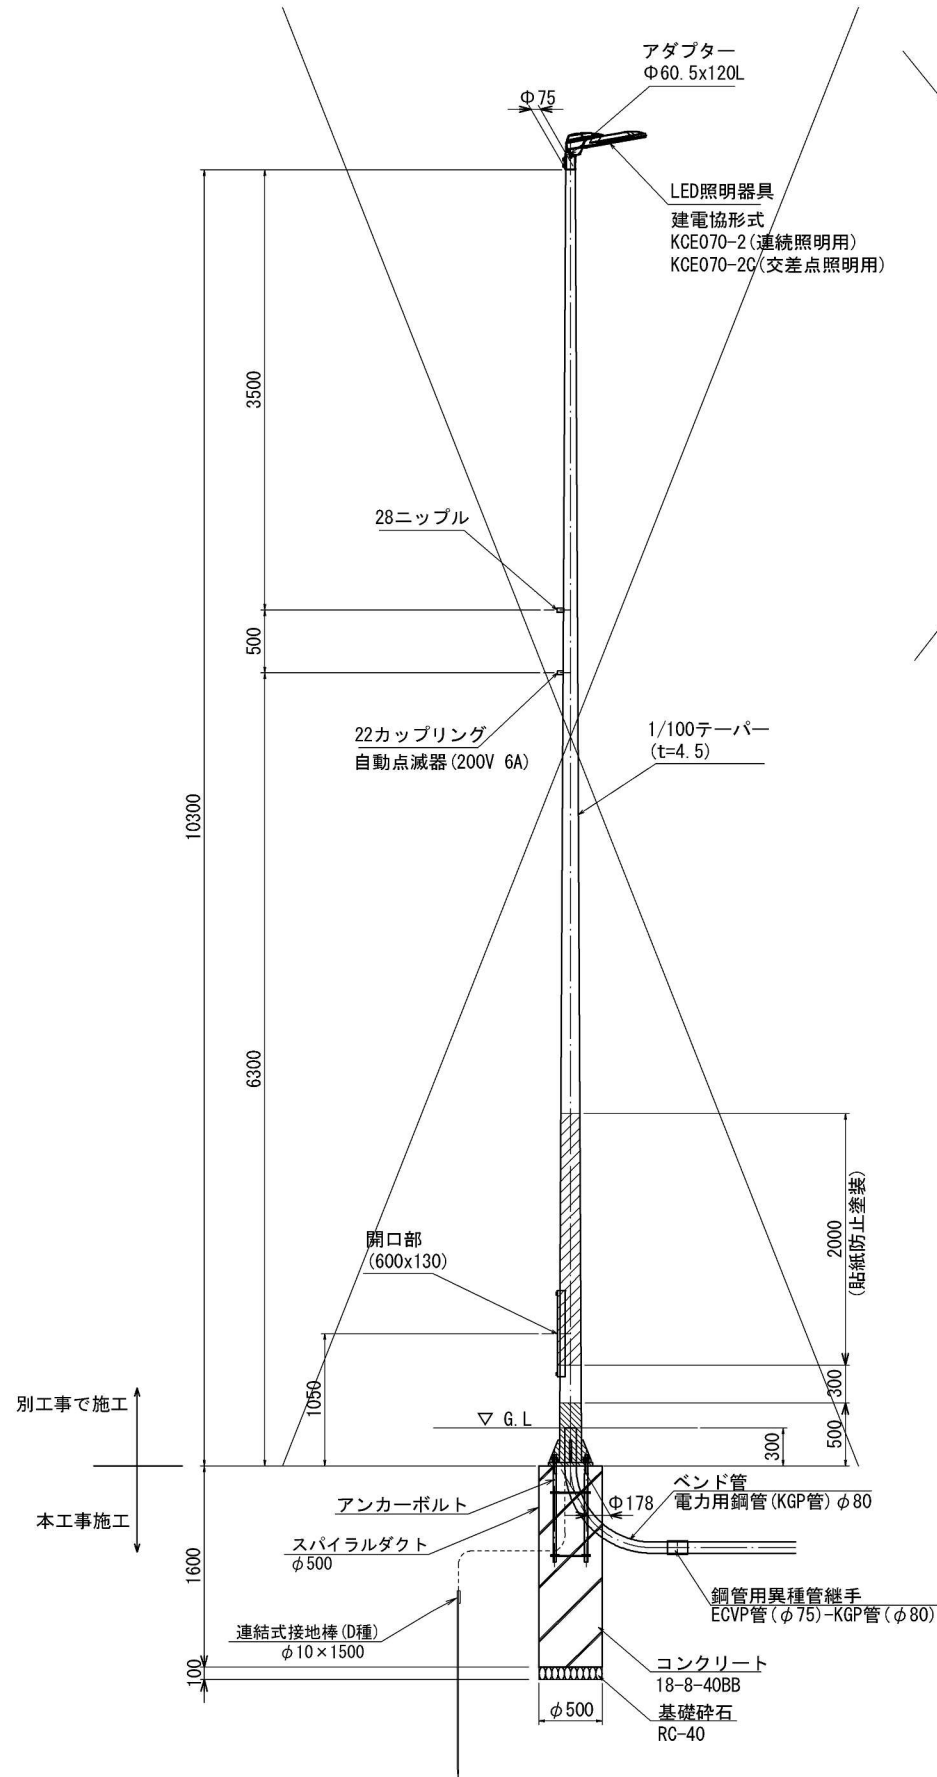 アダプター
Φ60.5x120L
Φ75
LED照明器具
建電協形式
KCE070-2(連続照明用)
KCE070-2C(交差点照明用)
3500
28ニップル
500
22カップリング
自動点滅器(200V 6A)
1/100テーパー
(t=4.5)
10300
6300
2000
(貼紙防止塗装)
開口部
(600x130)
1050
300
500
別工事で施工
▽ G.L
300
本工事施工
アンカーボルト
Φ178
ベンド管
電力用鋼管(KGP管)φ80
スパイラルダクト
φ500
1600
鋼管用異種管継手
ECVP管(φ75)-KGP管(φ80)
連結式接地棒(D種)
φ10×1500
コンクリート
18-8-40BB
100
φ500
基礎砕石
RC-40